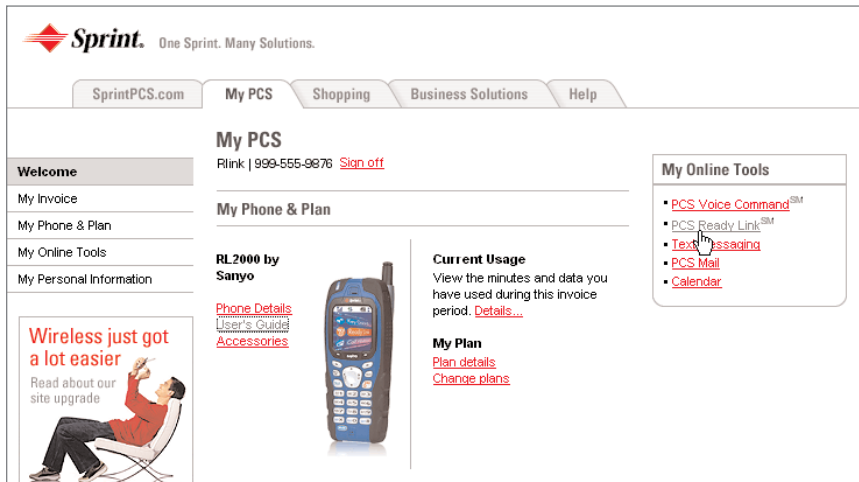 Sprint. One Sprint. Many Solutions.
SprintPCS.com
My PCS
Shopping
Business Solutions
Help
My PCS
Rlink | 999-555-9876 Sign off
Welcome
My Invoice
My Phone & Plan
My Online Tools
My Personal Information
Wireless just got
a lot easier
Read about our
site upgrade
My Phone & Plan
RL2000 by
Sanyo
Phone Details
User's Guide
Accessories
Current Usage
View the minutes and data you
have used during this invoice
period. Details...
My Plan
Plan details
Change plans
My Online Tools
PCS Voice Command SM
PCS Ready Link SM
Text Messaging
PCS Mail
Calendar